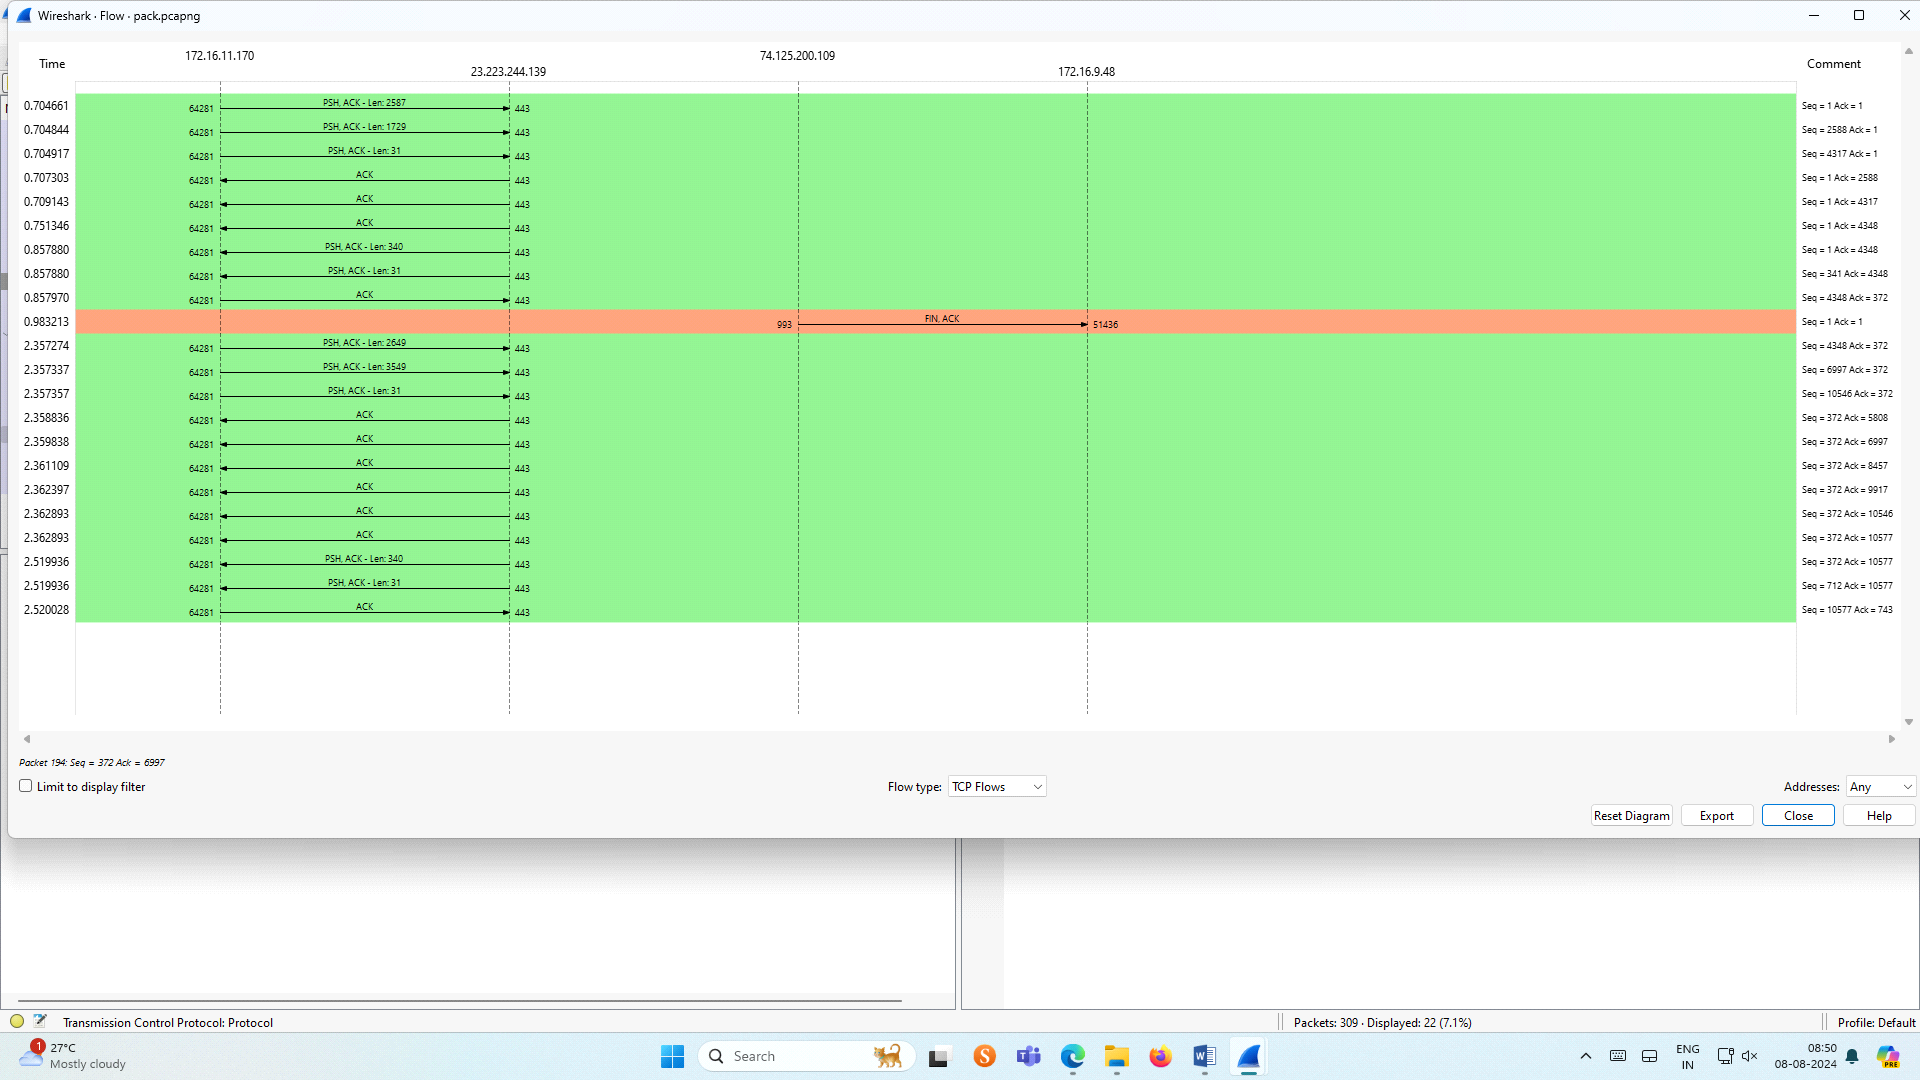 Wireshark · Flow · pack.pcapng
Time
172.16.11.170
23.223.244.139
74.125.200.109
172.16.9.48
Comment
0.704661 64281 PSH, ACK - Len: 2587 443 Seq = 1 Ack = 1
0.704844 64281 PSH, ACK - Len: 1729 443 Seq = 2588 Ack = 1
0.704917 64281 PSH, ACK - Len: 31 443 Seq = 4317 Ack = 1
0.707303 64281 ACK 443 Seq = 1 Ack = 2588
0.709143 64281 ACK 443 Seq = 1 Ack = 4317
0.751346 64281 ACK 443 Seq = 1 Ack = 4348
0.857880 64281 PSH, ACK - Len: 340 443 Seq = 1 Ack = 4348
0.857880 64281 PSH, ACK - Len: 31 443 Seq = 341 Ack = 4348
0.857970 64281 ACK 443 Seq = 4348 Ack = 372
0.983213 993 FIN, ACK 51436 Seq = 1 Ack = 1
2.357274 64281 PSH, ACK - Len: 2649 443 Seq = 4348 Ack = 372
2.357337 64281 PSH, ACK - Len: 3549 443 Seq = 6997 Ack = 372
2.357357 64281 PSH, ACK - Len: 31 443 Seq = 10546 Ack = 372
2.358836 64281 ACK 443 Seq = 372 Ack = 5808
2.359838 64281 ACK 443 Seq = 372 Ack = 6997
2.361109 64281 ACK 443 Seq = 372 Ack = 8457
2.362397 64281 ACK 443 Seq = 372 Ack = 9917
2.362893 64281 ACK 443 Seq = 372 Ack = 10546
2.362893 64281 ACK 443 Seq = 372 Ack = 10577
2.519936 64281 PSH, ACK - Len: 340 443 Seq = 372 Ack = 10577
2.519936 64281 PSH, ACK - Len: 31 443 Seq = 712 Ack = 10577
2.520028 64281 ACK 443 Seq = 10577 Ack = 743
Packet 194: Seq = 372 Ack = 6997
Limit to display filter
Flow type: TCP Flows
Addresses: Any
Reset Diagram
Export
Close
Help
Transmission Control Protocol: Protocol
Packets: 309 · Displayed: 22 (7.1%)
Profile: Default
1
27°C
Mostly cloudy
Search
ENG
IN
08:50
08-08-2024
PRE